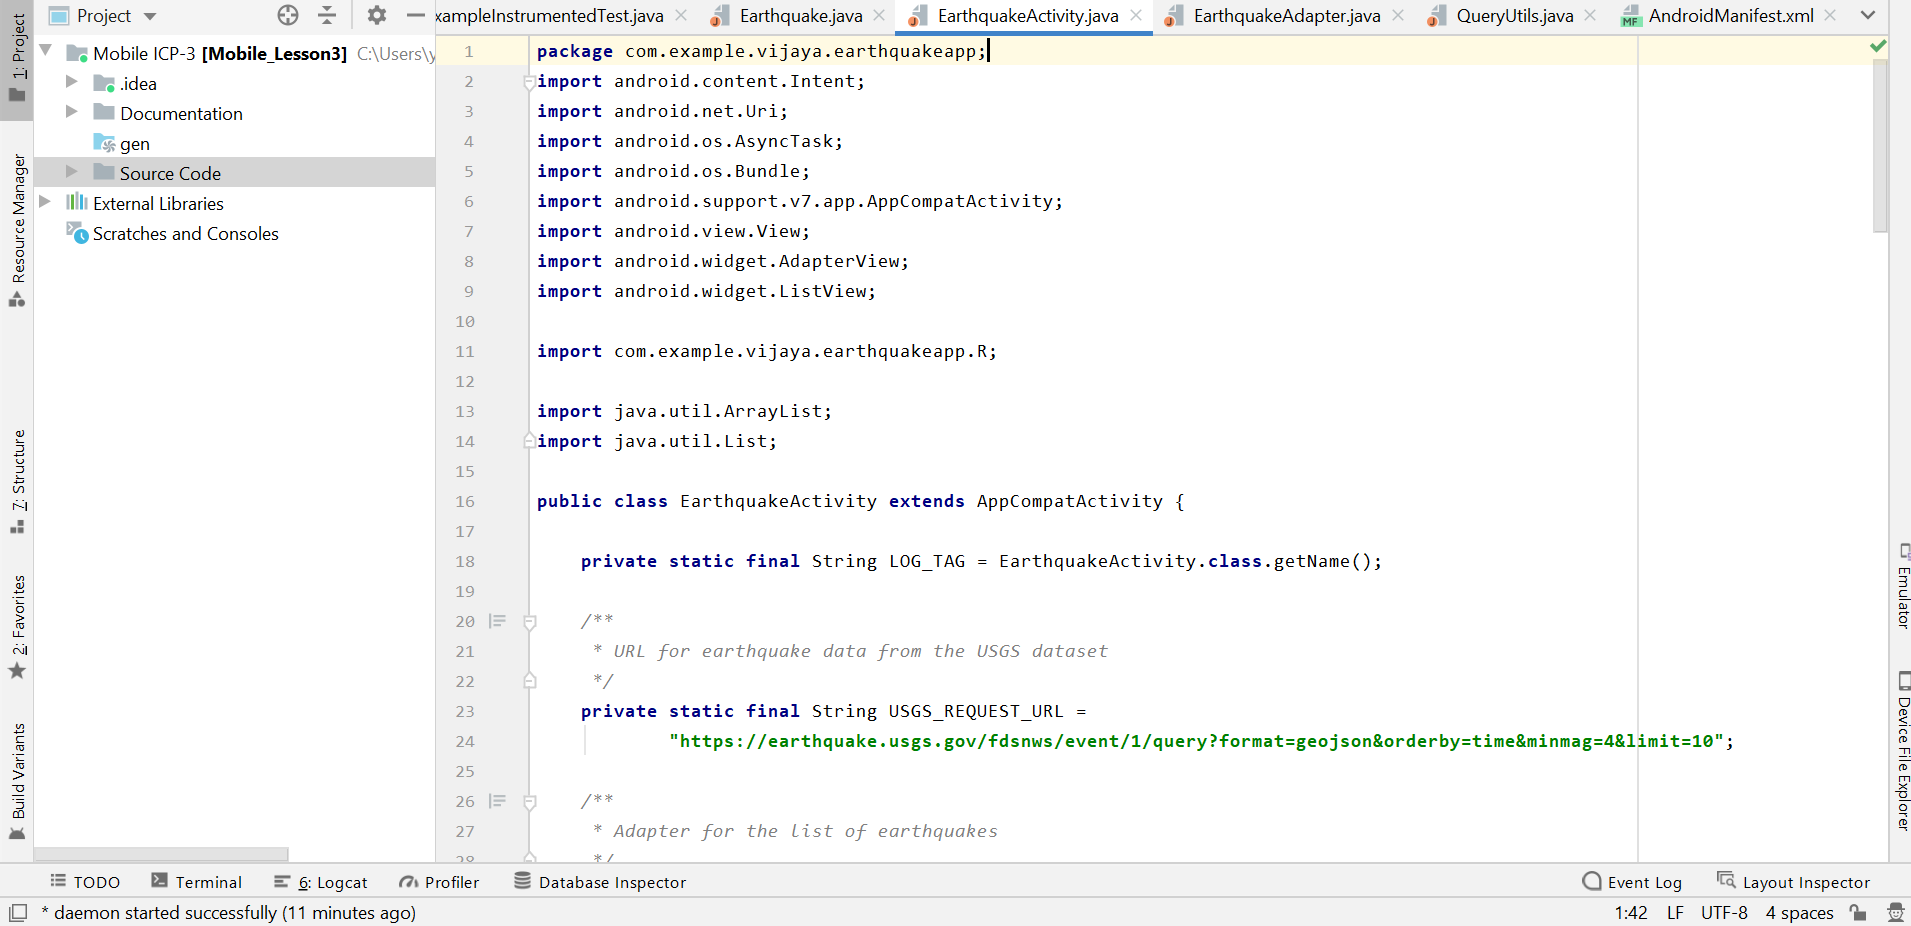 Project
xampleInstrumentedTest.java
Earthquake.java
EarthquakeActivity.java
EarthquakeAdapter.java
QueryUtils.java
MF AndroidManifest.xml
1: Project
Resource Manager
7: Structure
2: Favorites
Build Variants
Mobile ICP-3 [Mobile_Lesson3] C:\Users\y
.idea
Documentation
gen
Source Code
External Libraries
Scratches and Consoles
1 package com.example.vijaya.earthquakeapp;
2 import android.content.Intent;
3 import android.net.Uri;
4 import android.os.AsyncTask;
5 import android.os.Bundle;
6 import android.support.v7.app.AppCompatActivity;
7 import android.view.View;
8 import android.widget.AdapterView;
9 import android.widget.ListView;
10
11 import com.example.vijaya.earthquakeapp.R;
12
13 import java.util.ArrayList;
14 import java.util.List;
15
16 public class EarthquakeActivity extends AppCompatActivity {
17
18 private static final String LOG_TAG = EarthquakeActivity.class.getName();
19
20 /**
21 * URL for earthquake data from the USGS dataset
22 */
23 private static final String USGS_REQUEST_URL =
24 "https://earthquake.usgs.gov/fdsnws/event/1/query?format=geojson&orderby=time&minmag=4&limit=10";
25
26 /**
27 * Adapter for the list of earthquakes
28 */
Emulator
Device File Explorer
TODO
Terminal
6: Logcat
Profiler
Database Inspector
Event Log
Layout Inspector
* daemon started successfully (11 minutes ago)
1:42 LF UTF-8 4 spaces